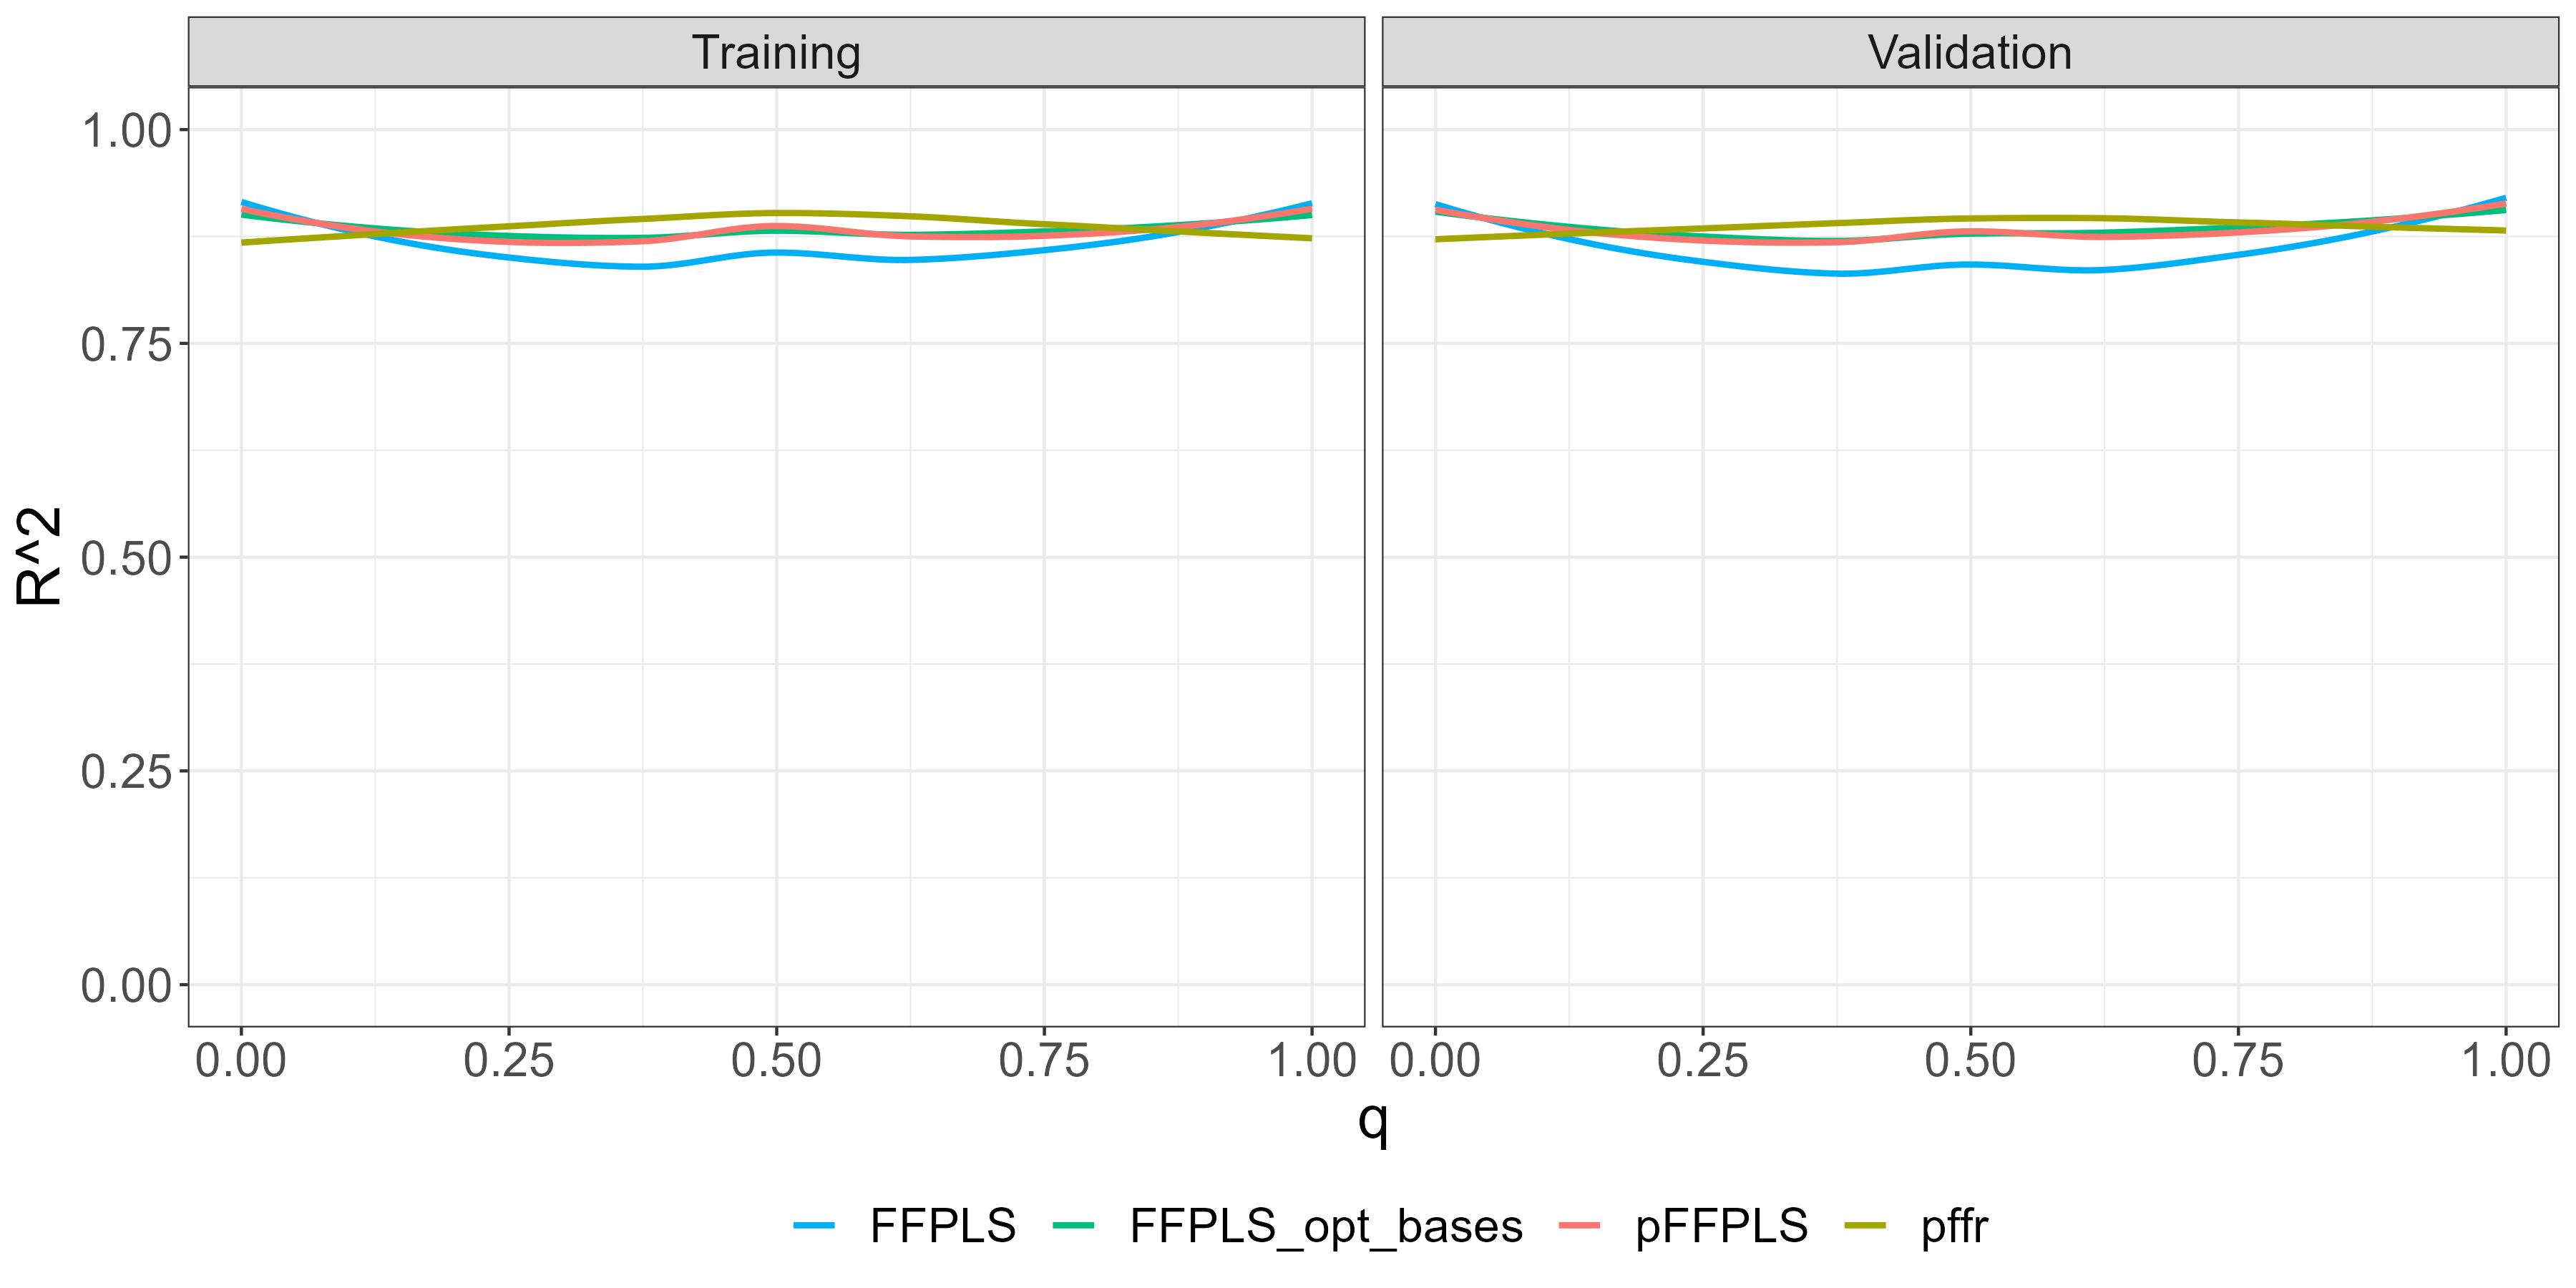 Training Validation
1.00
0.75
0.50
0.25
0.00
R^2
0.00 0.25 0.50 0.75 1.00 0.00 0.25 0.50 0.75 1.00
q
FFPLS FFPLS_opt_bases pFFPLS pffr